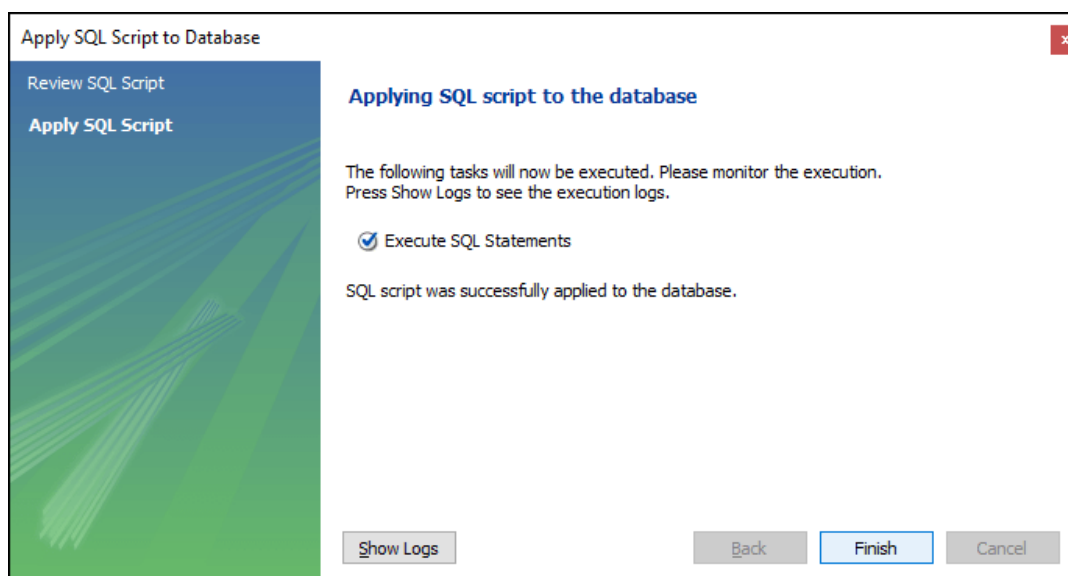 Apply SQL Script to Database
x
Review SQL Script
Apply SQL Script
Applying SQL script to the database
The following tasks will now be executed. Please monitor the execution.
Press Show Logs to see the execution logs.
Execute SQL Statements
SQL script was successfully applied to the database.
Show Logs
Back
Finish
Cancel